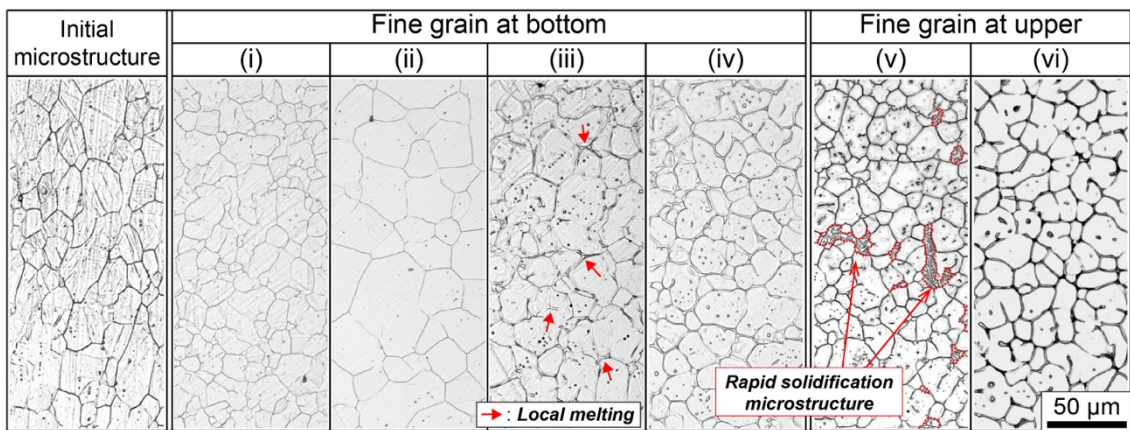 Initial
microstructure
Fine grain at bottom
Fine grain at upper
(i)
(ii)
(iii)
(iv)
(v)
(vi)
: Local melting
Rapid solidification
microstructure
50 µm